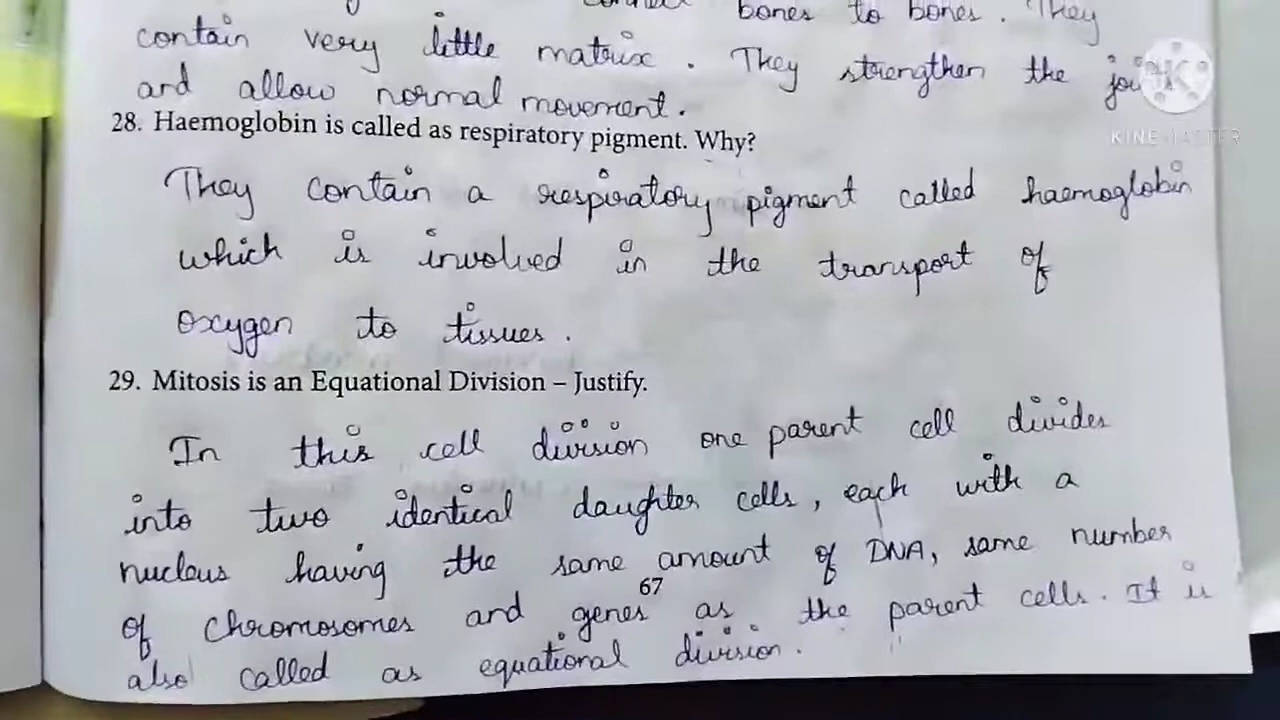 connect bones to bones. They
contain very little matrix. They strengthen the
and allow normal movement.
28. Haemoglobin is called as respiratory pigment. Why?
They contain a respiratory pigment called haemoglobin
which is involved in the transport of
oxygen to tissues.
29. Mitosis is an Equational Division – Justify.
In this cell division one parent cell divides
into two identical daughter cells, each with a
nucleus having the same amount of DNA, same number
67
of chromosomes and genes as the parent cells. It is
also called as equational division.
KINEMASTER